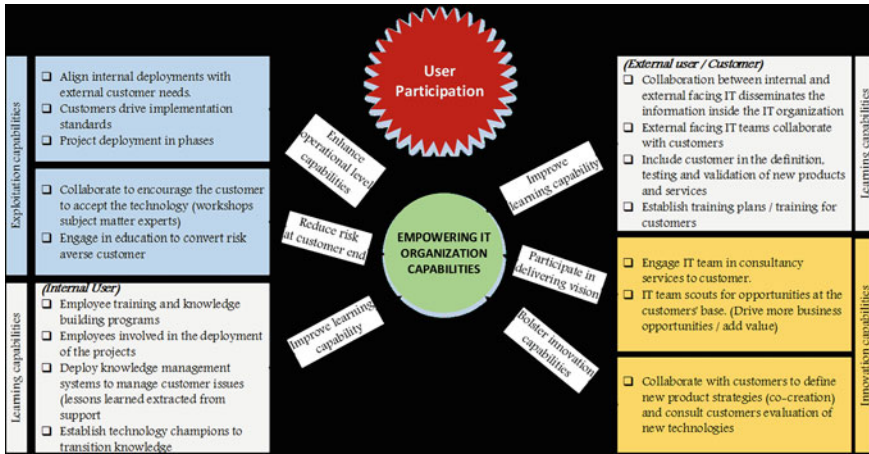 User
Participation
Exploitation capabilities
❑ Align internal deployments with
external customer needs.
❑ Customers drive implementation
standards
❑ Project deployment in phases
❑ Collaborate to encourage the customer
to accept the technology (workshops
subject matter experts)
❑ Engage in education to convert risk
averse customer
Learning capabilities
(Internal User)
❑ Employee training and knowledge
building programs
❑ Employees involved in the deployment
of the projects
❑ Deploy knowledge management
systems to manage customer issues
(lessons learned extracted from
support
❑ Establish technology champions to
transition knowledge
Enhance
operational level
capabilities
Reduce risk
at customer end
Improve learning
capability
EMPOWERING IT
ORGANIZATION
CAPABILITIES
Improve
learning capability
Participate in
delivering vision
Bolster innovation
capabilities
(External user / Customer)
❑ Collaboration between internal and
external facing IT disseminates the
information inside the IT organization
❑ External facing IT teams collaborate
with customers
❑ Include customer in the definition,
testing and validation of new products
and services
❑ Establish training plans / training for
customers
Learning capabilities
❑ Engage IT team in consultancy
services to customer.
❑ IT team scouts for opportunities at the
customers' base. (Drive more business
opportunities / add value)
❑ Collaborate with customers to define
new product strategies (co-creation)
and consult customers evaluation of
new technologies
Innovation capabilities